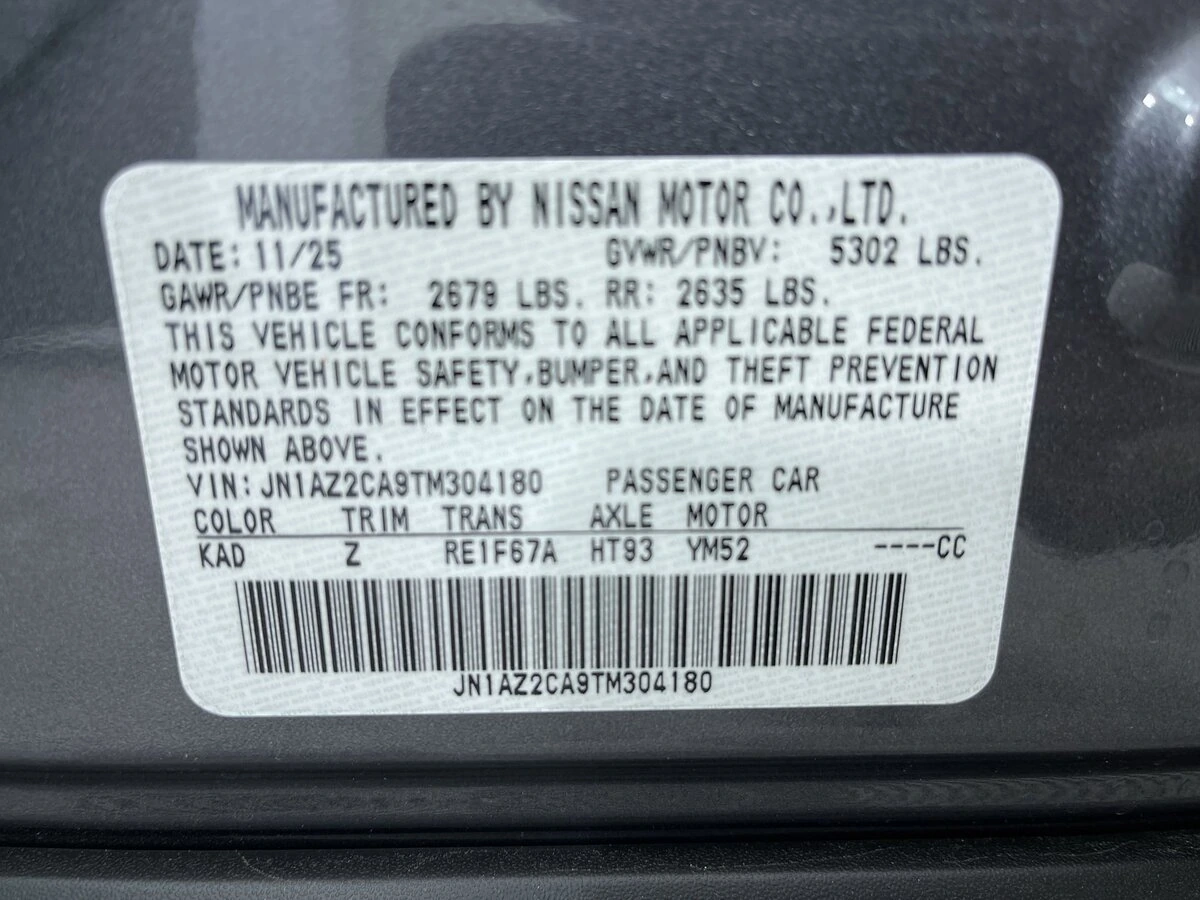 MANUFACTURED BY NISSAN MOTOR CO.,LTD.
DATE: 11/25 GVWR/PNBV: 5302 LBS.
GAWR/PNBE FR: 2679 LBS. RR: 2635 LBS.
THIS VEHICLE CONFORMS TO ALL APPLICABLE FEDERAL
MOTOR VEHICLE SAFETY,BUMPER,AND THEFT PREVENTION
STANDARDS IN EFFECT ON THE DATE OF MANUFACTURE
SHOWN ABOVE.
VIN:JN1AZ2CA9TM304180 PASSENGER CAR
COLOR TRIM TRANS AXLE MOTOR
KAD Z RE1F67A HT93 YM52 ----CC
JN1AZ2CA9TM304180